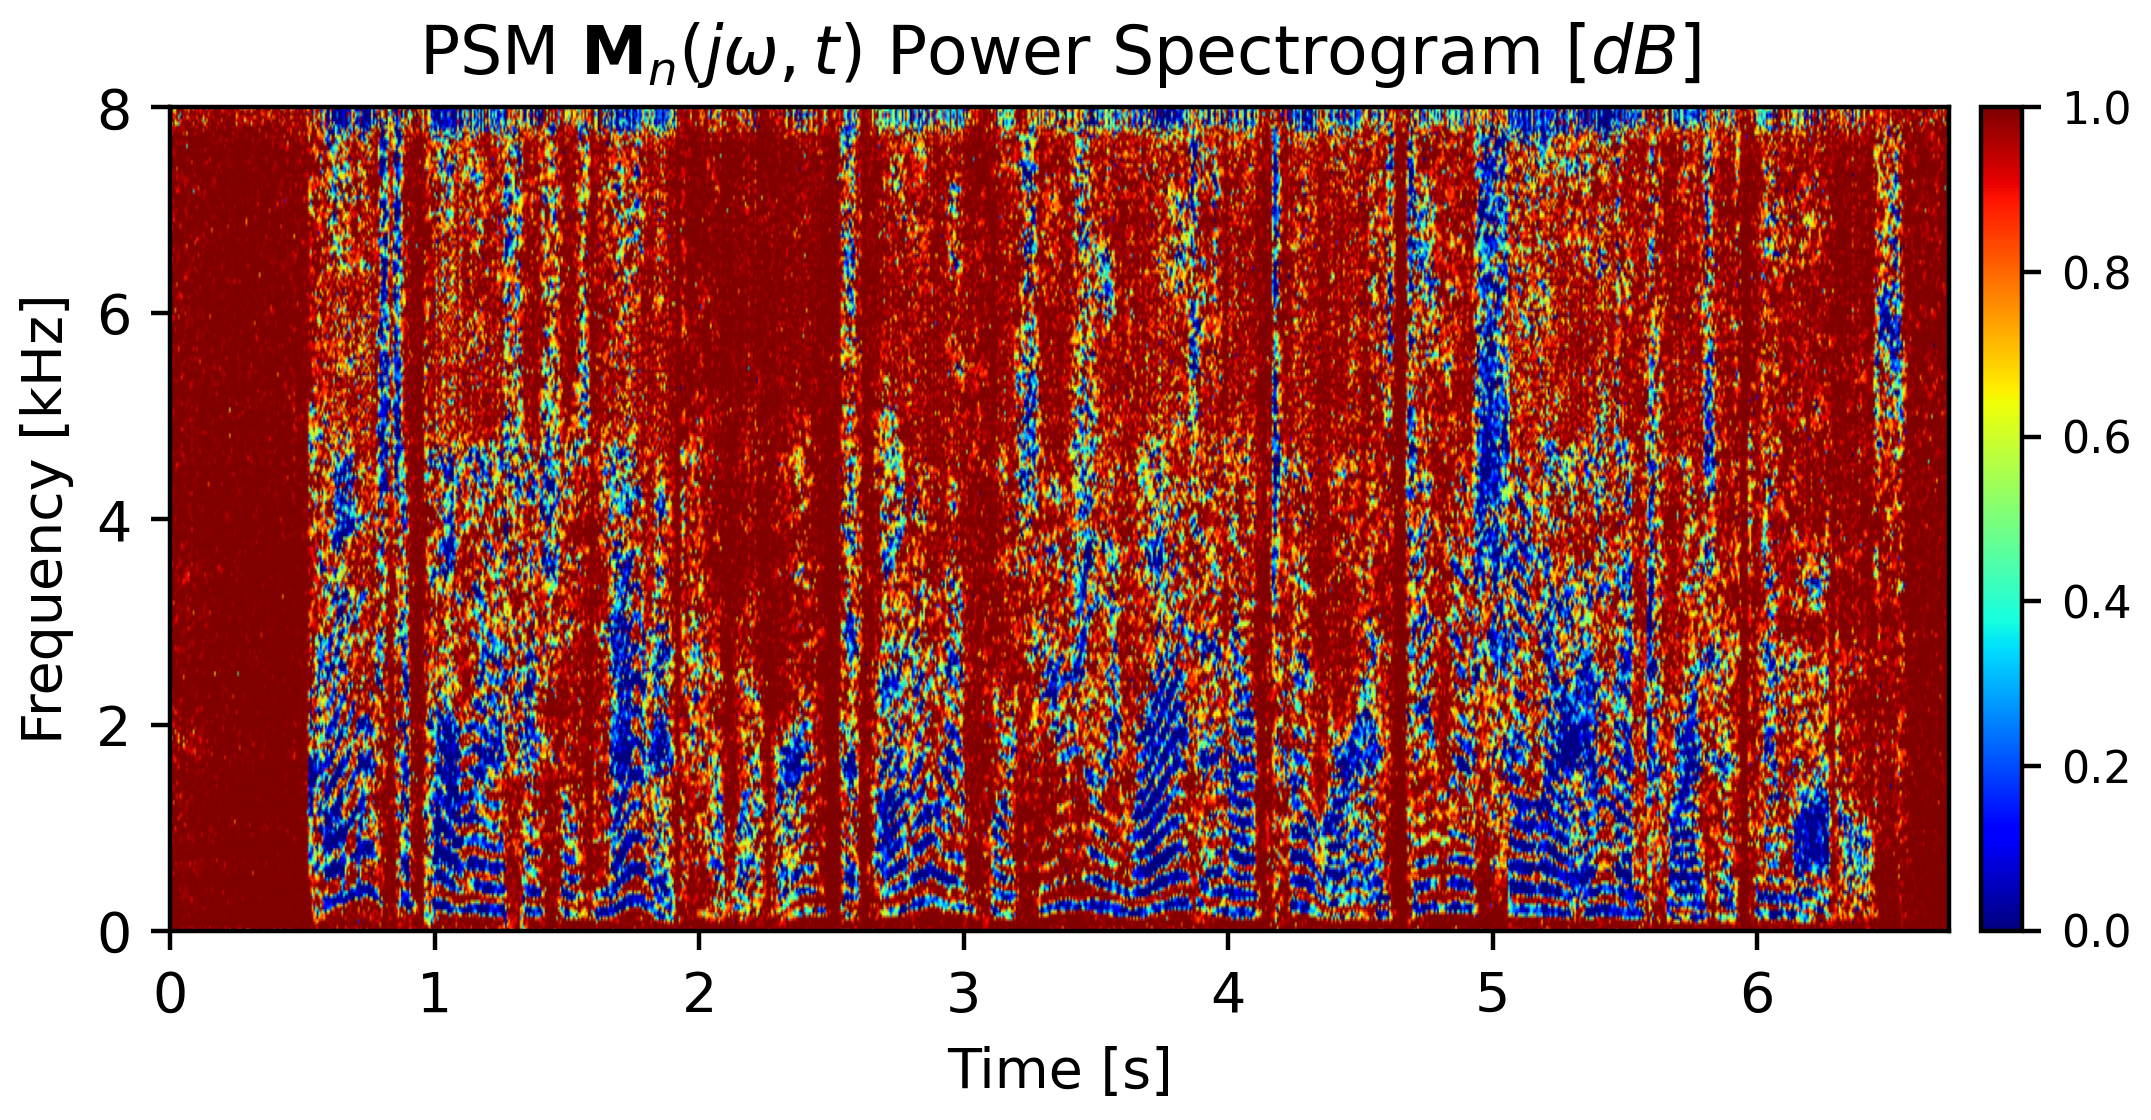 PSM Mₙ(jω, t) Power Spectrogram [dB]
Frequency [kHz]
8
6
4
2
0
0 1 2 3 4 5 6
Time [s]
1.0
0.8
0.6
0.4
0.2
0.0